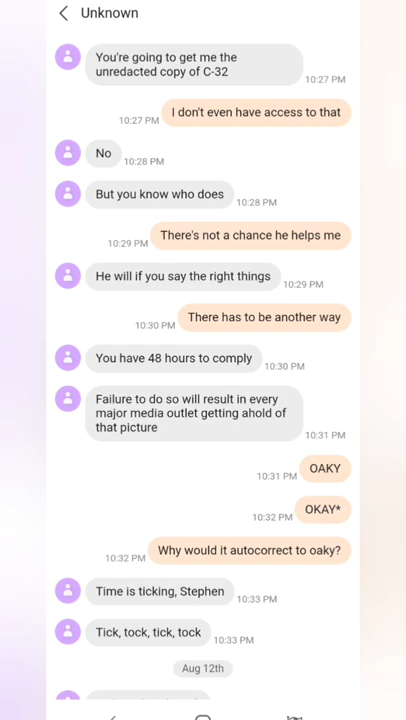 Unknown
You're going to get me the
unredacted copy of C-32
10:27 PM
I don't even have access to that
10:27 PM
No
10:28 PM
But you know who does
10:28 PM
There's not a chance he helps me
10:29 PM
He will if you say the right things
10:29 PM
There has to be another way
10:30 PM
You have 48 hours to comply
10:30 PM
Failure to do so will result in every
major media outlet getting ahold of
that picture
10:31 PM
OAKY
10:31 PM
OKAY*
10:32 PM
Why would it autocorrect to oaky?
10:32 PM
Time is ticking, Stephen
10:33 PM
Tick, tock, tick, tock
10:33 PM
Aug 12th